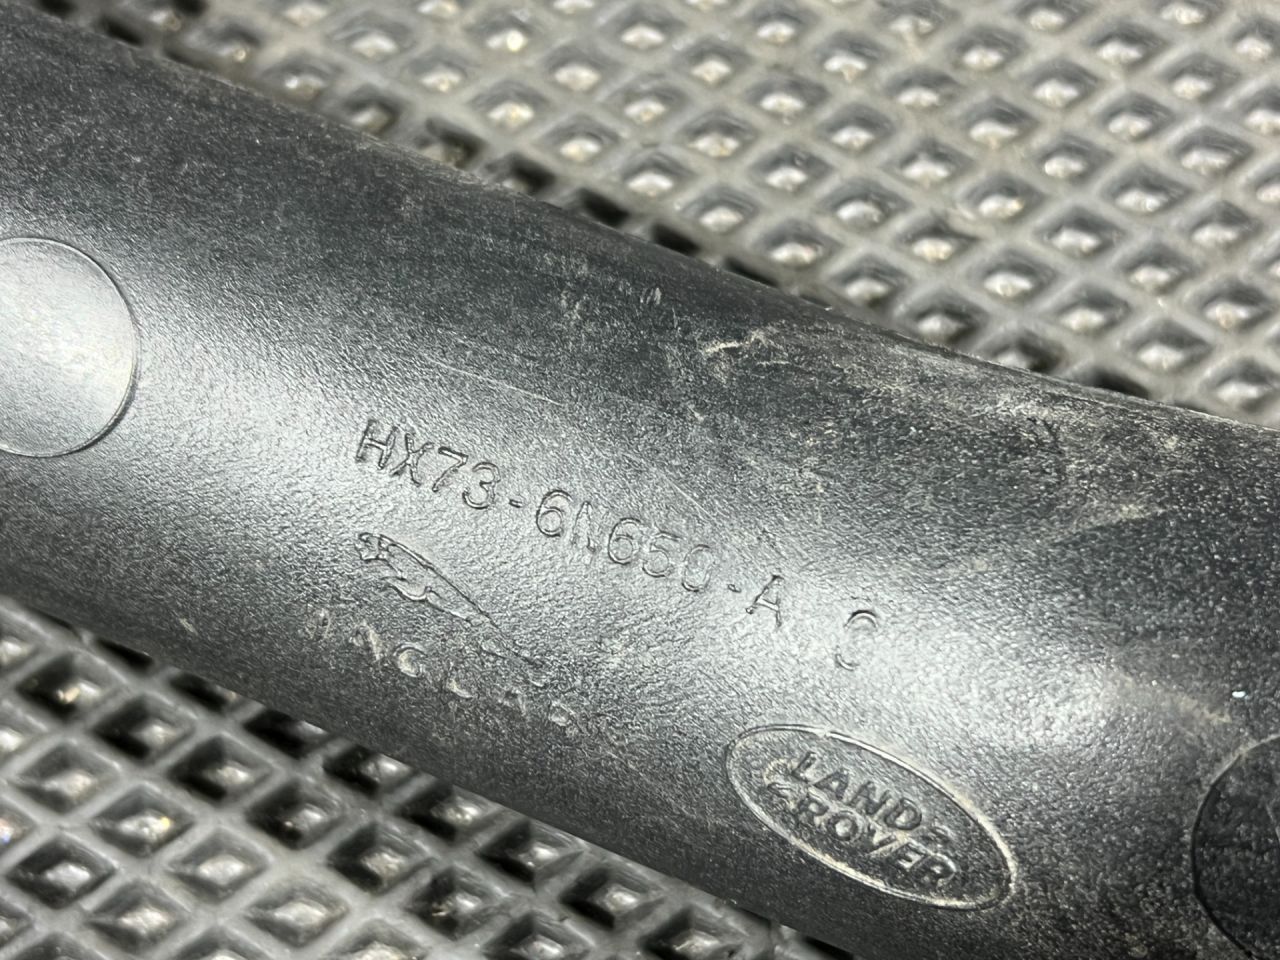 HX73-6N650-A C
JAGUAR
LAND
ROVER